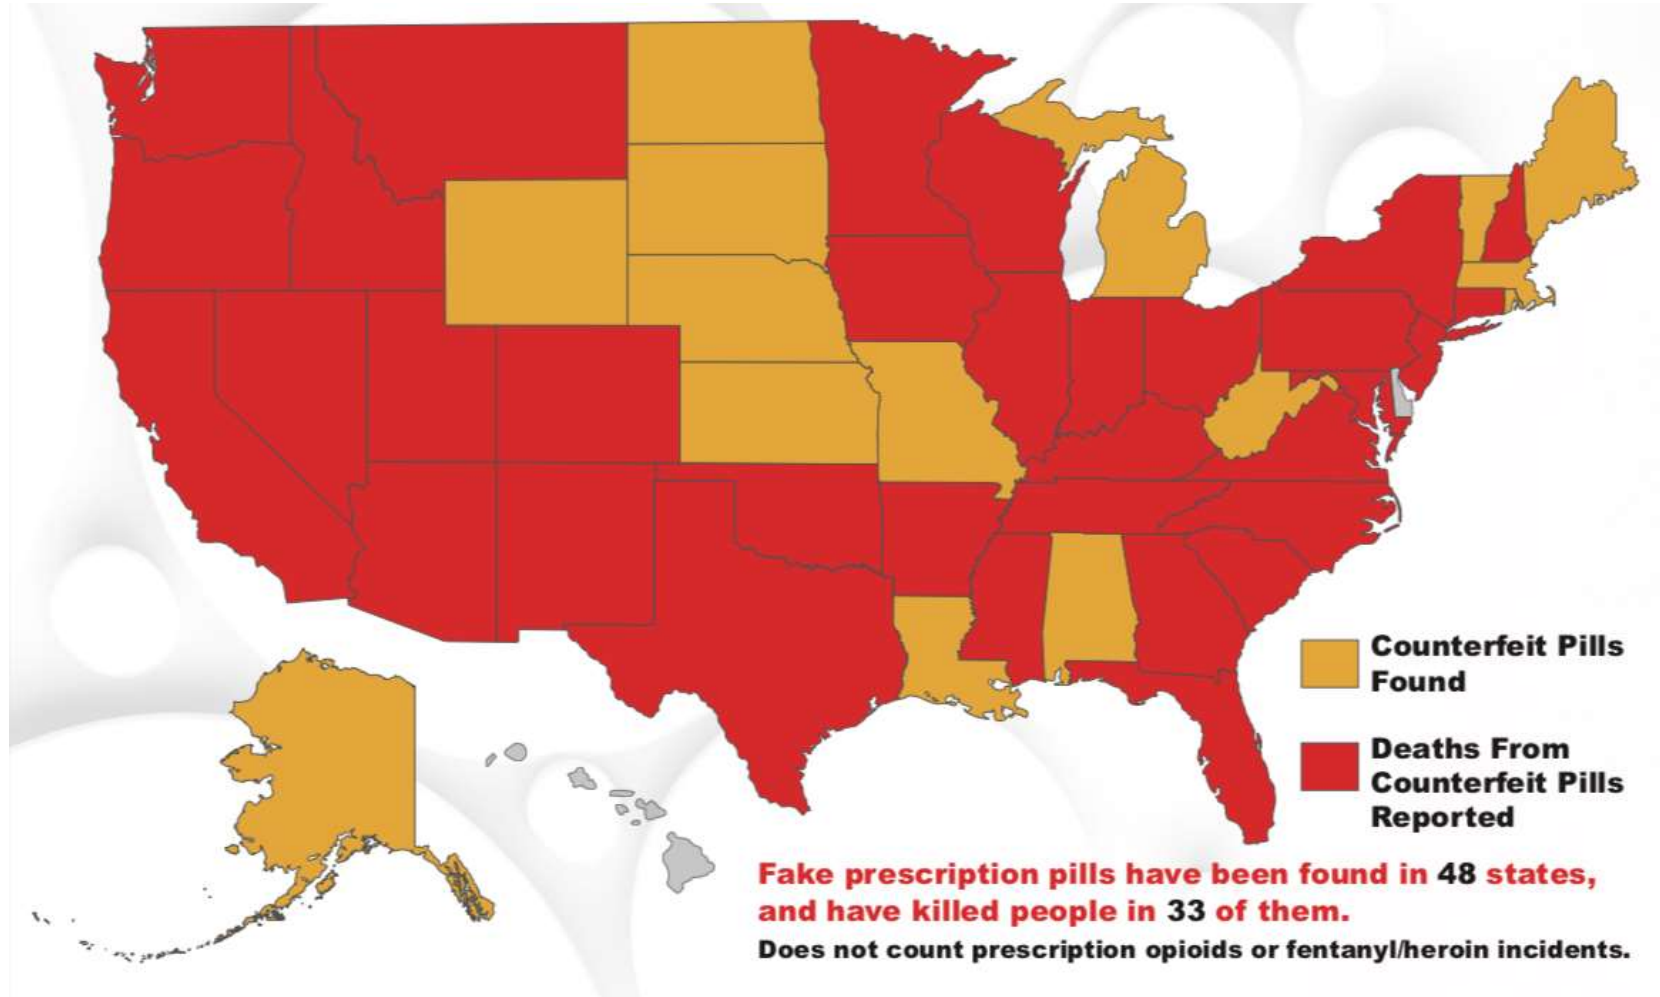 Counterfeit Pills
Found
Deaths From
Counterfeit Pills
Reported
Fake prescription pills have been found in 48 states,
and have killed people in 33 of them.
Does not count prescription opioids or fentanyl/heroin incidents.